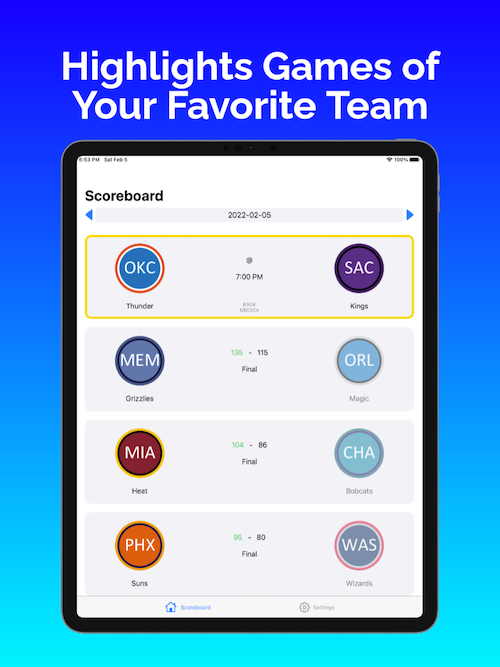 Highlights Games of
Your Favorite Team
6:53 PM Sat Feb 5
100%
Scoreboard
2022-02-05
OKC
@
SAC
7:00 PM
Thunder
Kings
NBCSCA
MEM
135 - 115
ORL
Final
Grizzlies
Magic
MIA
104 - 86
CHA
Final
Heat
Bobcats
PHX
95 - 80
WAS
Final
Suns
Wizards
Scoreboard
Settings